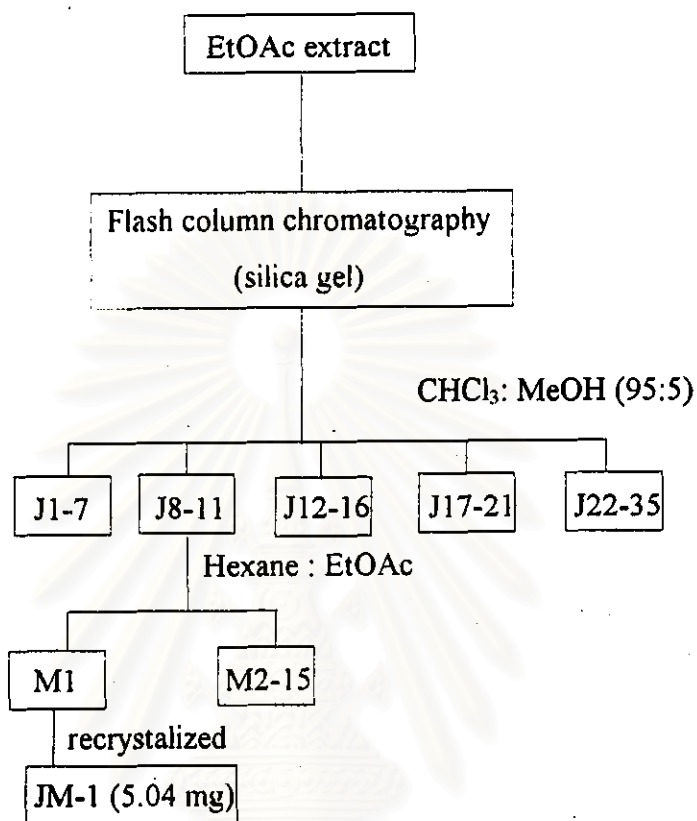 EtOAc extract
Flash column chromatography
(silica gel)
CHCl₃: MeOH (95:5)
J1-7
J8-11
J12-16
J17-21
J22-35
Hexane : EtOAc
M1
M2-15
recrystalized
JM-1 (5.04 mg)